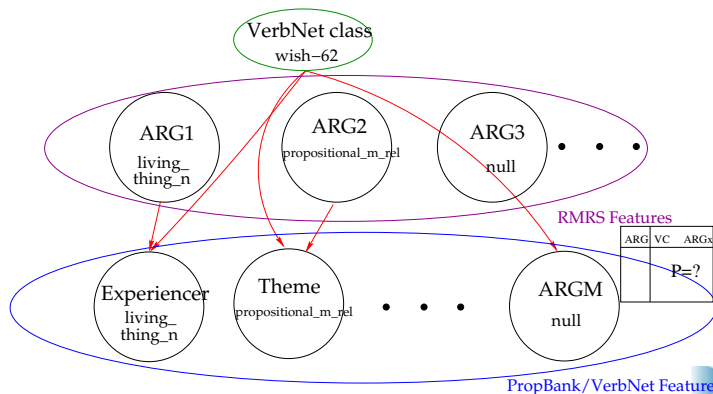 VerbNet class
wish−62
ARG1
living_
thing_n
ARG2
propositional_m_rel
ARG3
null
RMRS Features
ARG VC ARGx
P=?
Experiencer
living_
thing_n
Theme
propositional_m_rel
ARGM
null
PropBank/VerbNet Feature